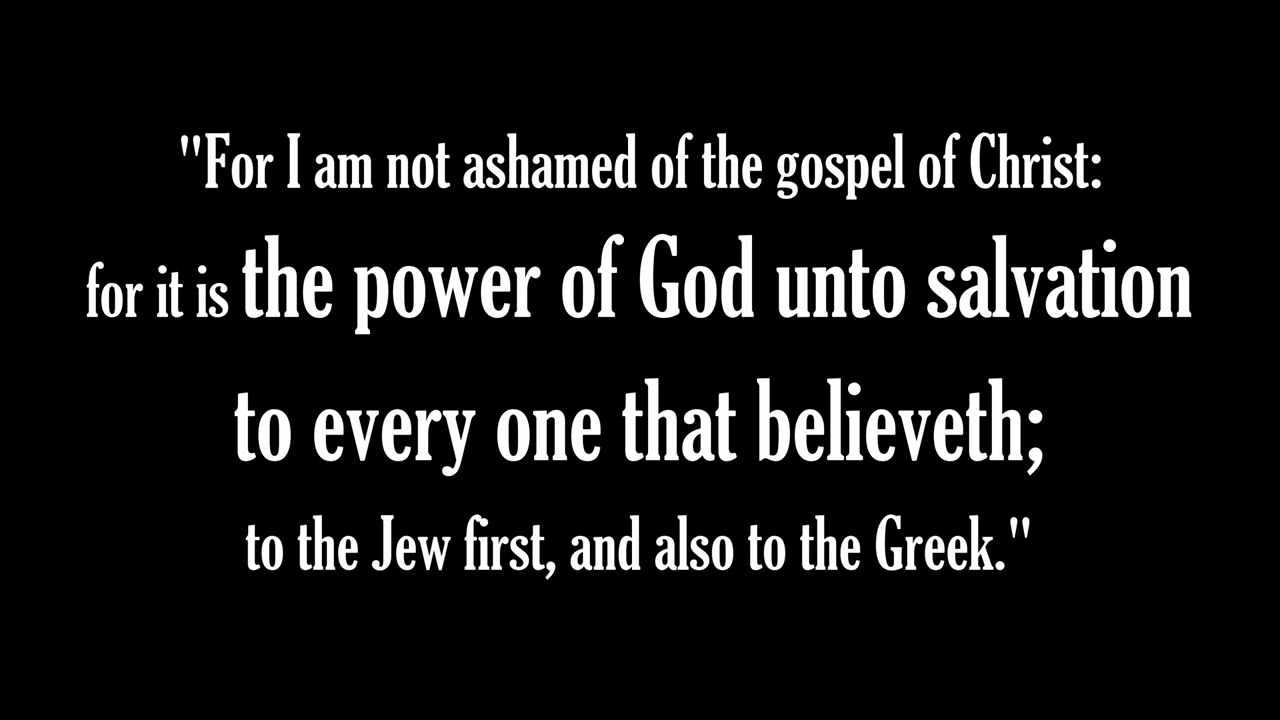 "For I am not ashamed of the gospel of Christ:
for it is the power of God unto salvation
to every one that believeth;
to the Jew first, and also to the Greek."